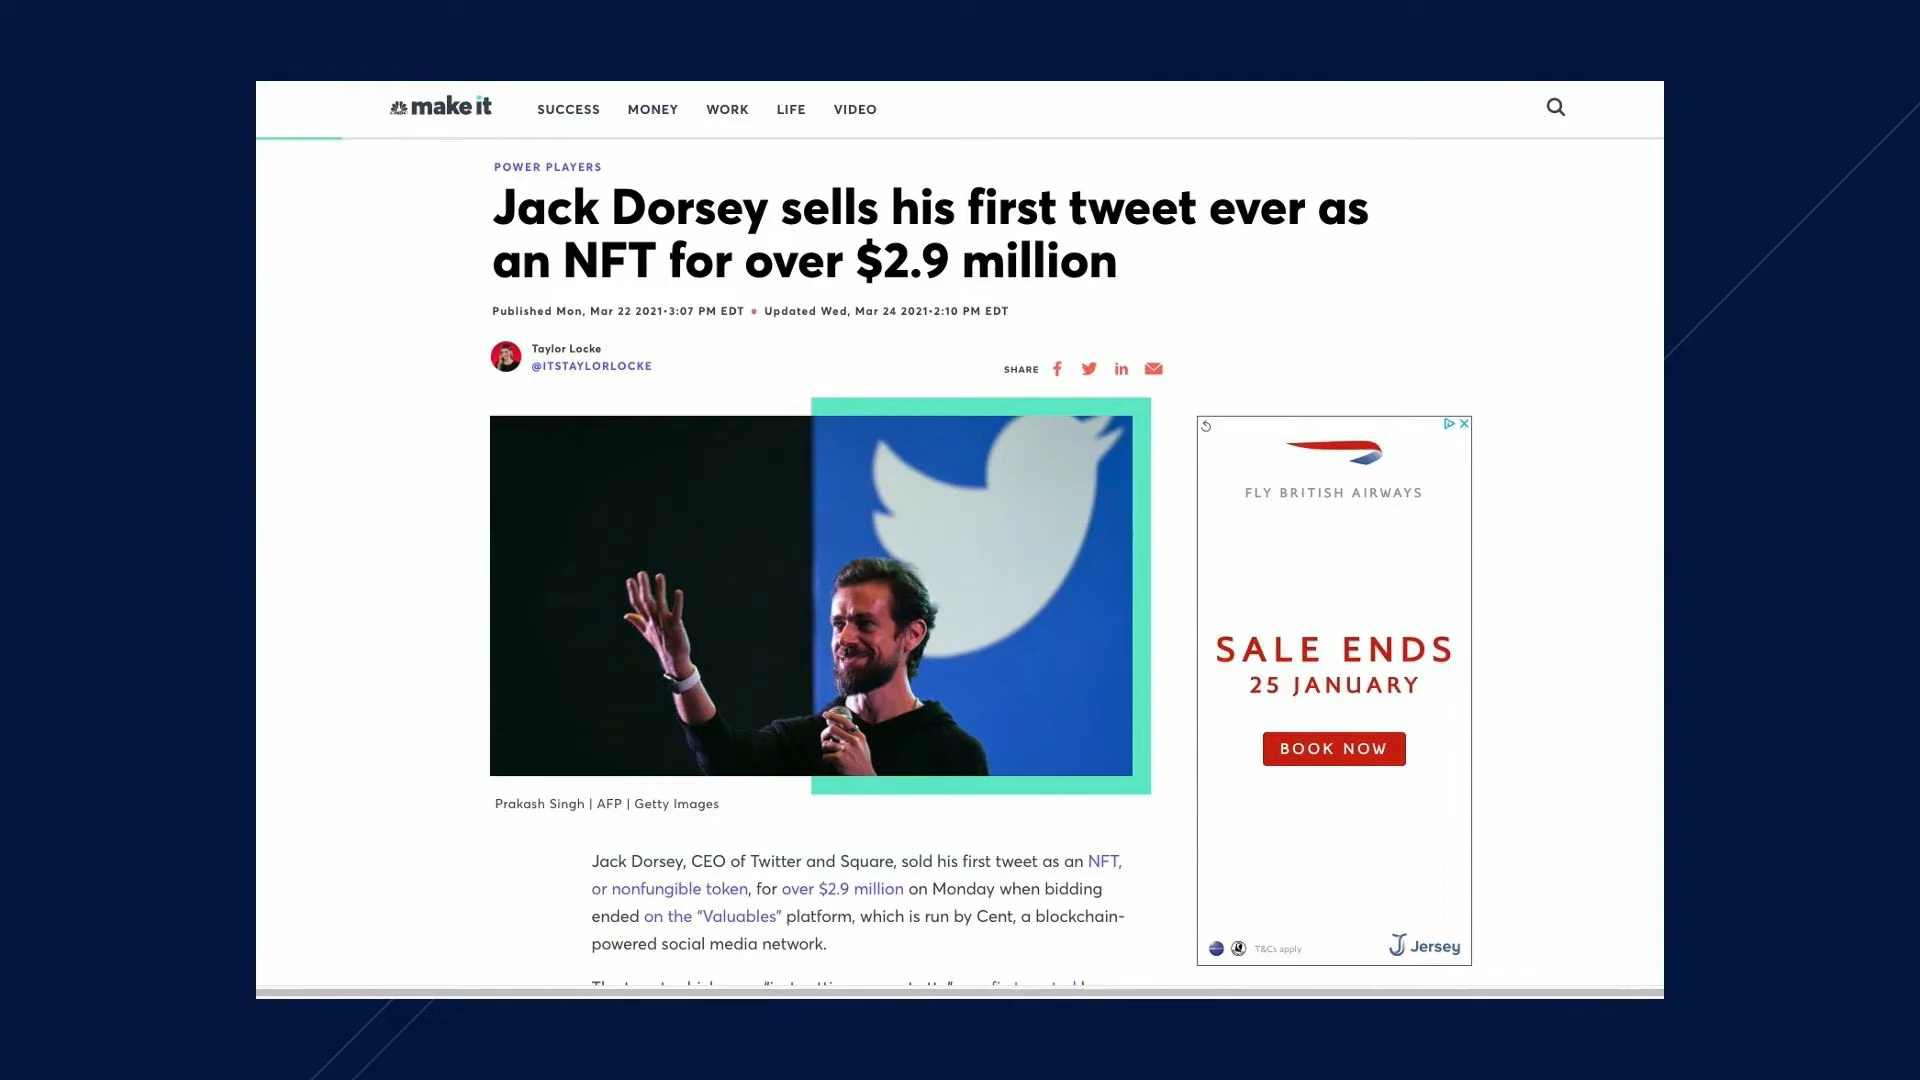 make it
SUCCESS MONEY WORK LIFE VIDEO
POWER PLAYERS
Jack Dorsey sells his first tweet ever as
an NFT for over $2.9 million
Published Mon, Mar 22 2021•3:07 PM EDT • Updated Wed, Mar 24 2021•2:10 PM EDT
Taylor Locke
@ITSTAYLORLOCKE
SHARE
FLY BRITISH AIRWAYS
SALE ENDS
25 JANUARY
BOOK NOW
T&Cs apply
Jersey
Prakash Singh | AFP | Getty Images
Jack Dorsey, CEO of Twitter and Square, sold his first tweet as an NFT,
or nonfungible token, for over $2.9 million on Monday when bidding
ended on the “Valuables” platform, which is run by Cent, a blockchain-
powered social media network.